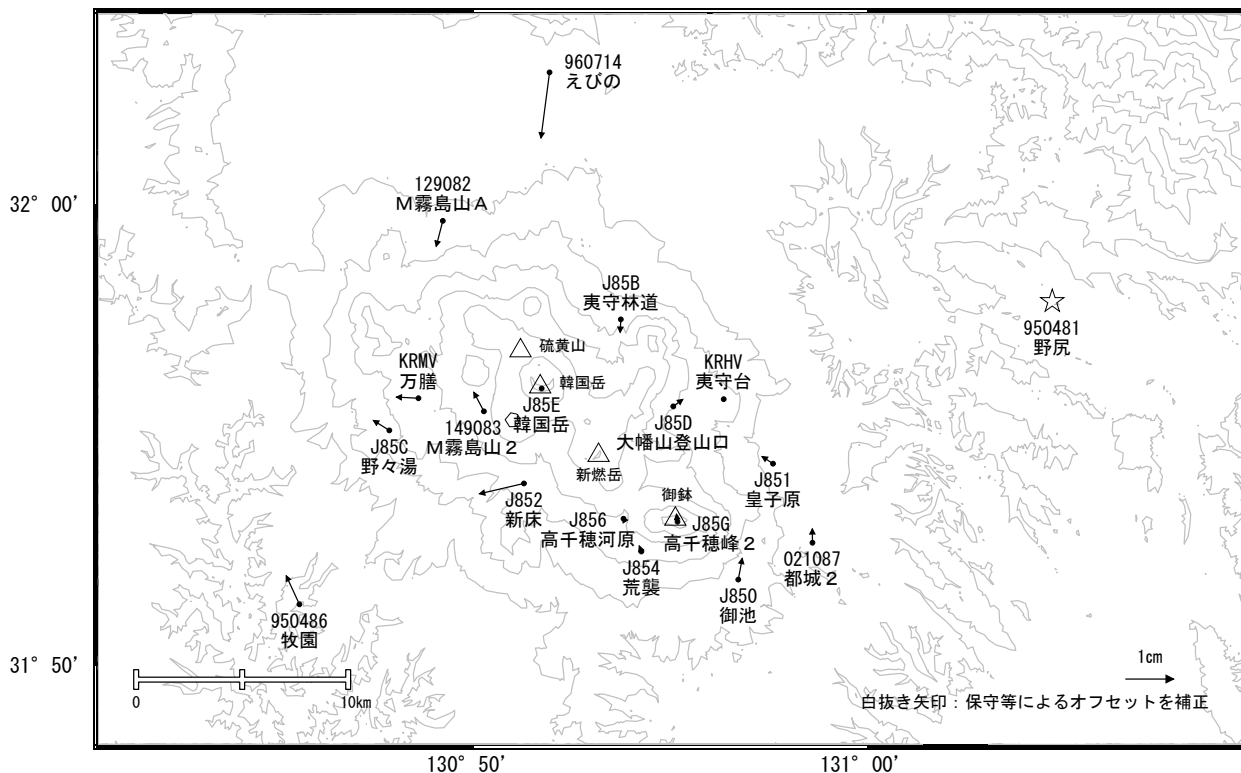 960714
えびの
129082
Ｍ霧島山Ａ
32° 00'
J85B
夷守林道
950481
野尻
硫黄山
KRMV
万膳
韓国岳
KRHV
夷守台
J85E
韓国岳
J85D
大幡山登山口
149083
Ｍ霧島山２
J85C
野々湯
新燃岳
J851
皇子原
J852
新床
御鉢
J856
高千穂河原
J85G
高千穂峰２
J854
荒襲
021087
都城２
J850
御池
950486
牧園
31° 50'
0
10km
1cm
白抜き矢印：保守等によるオフセットを補正
130° 50'
131° 00'